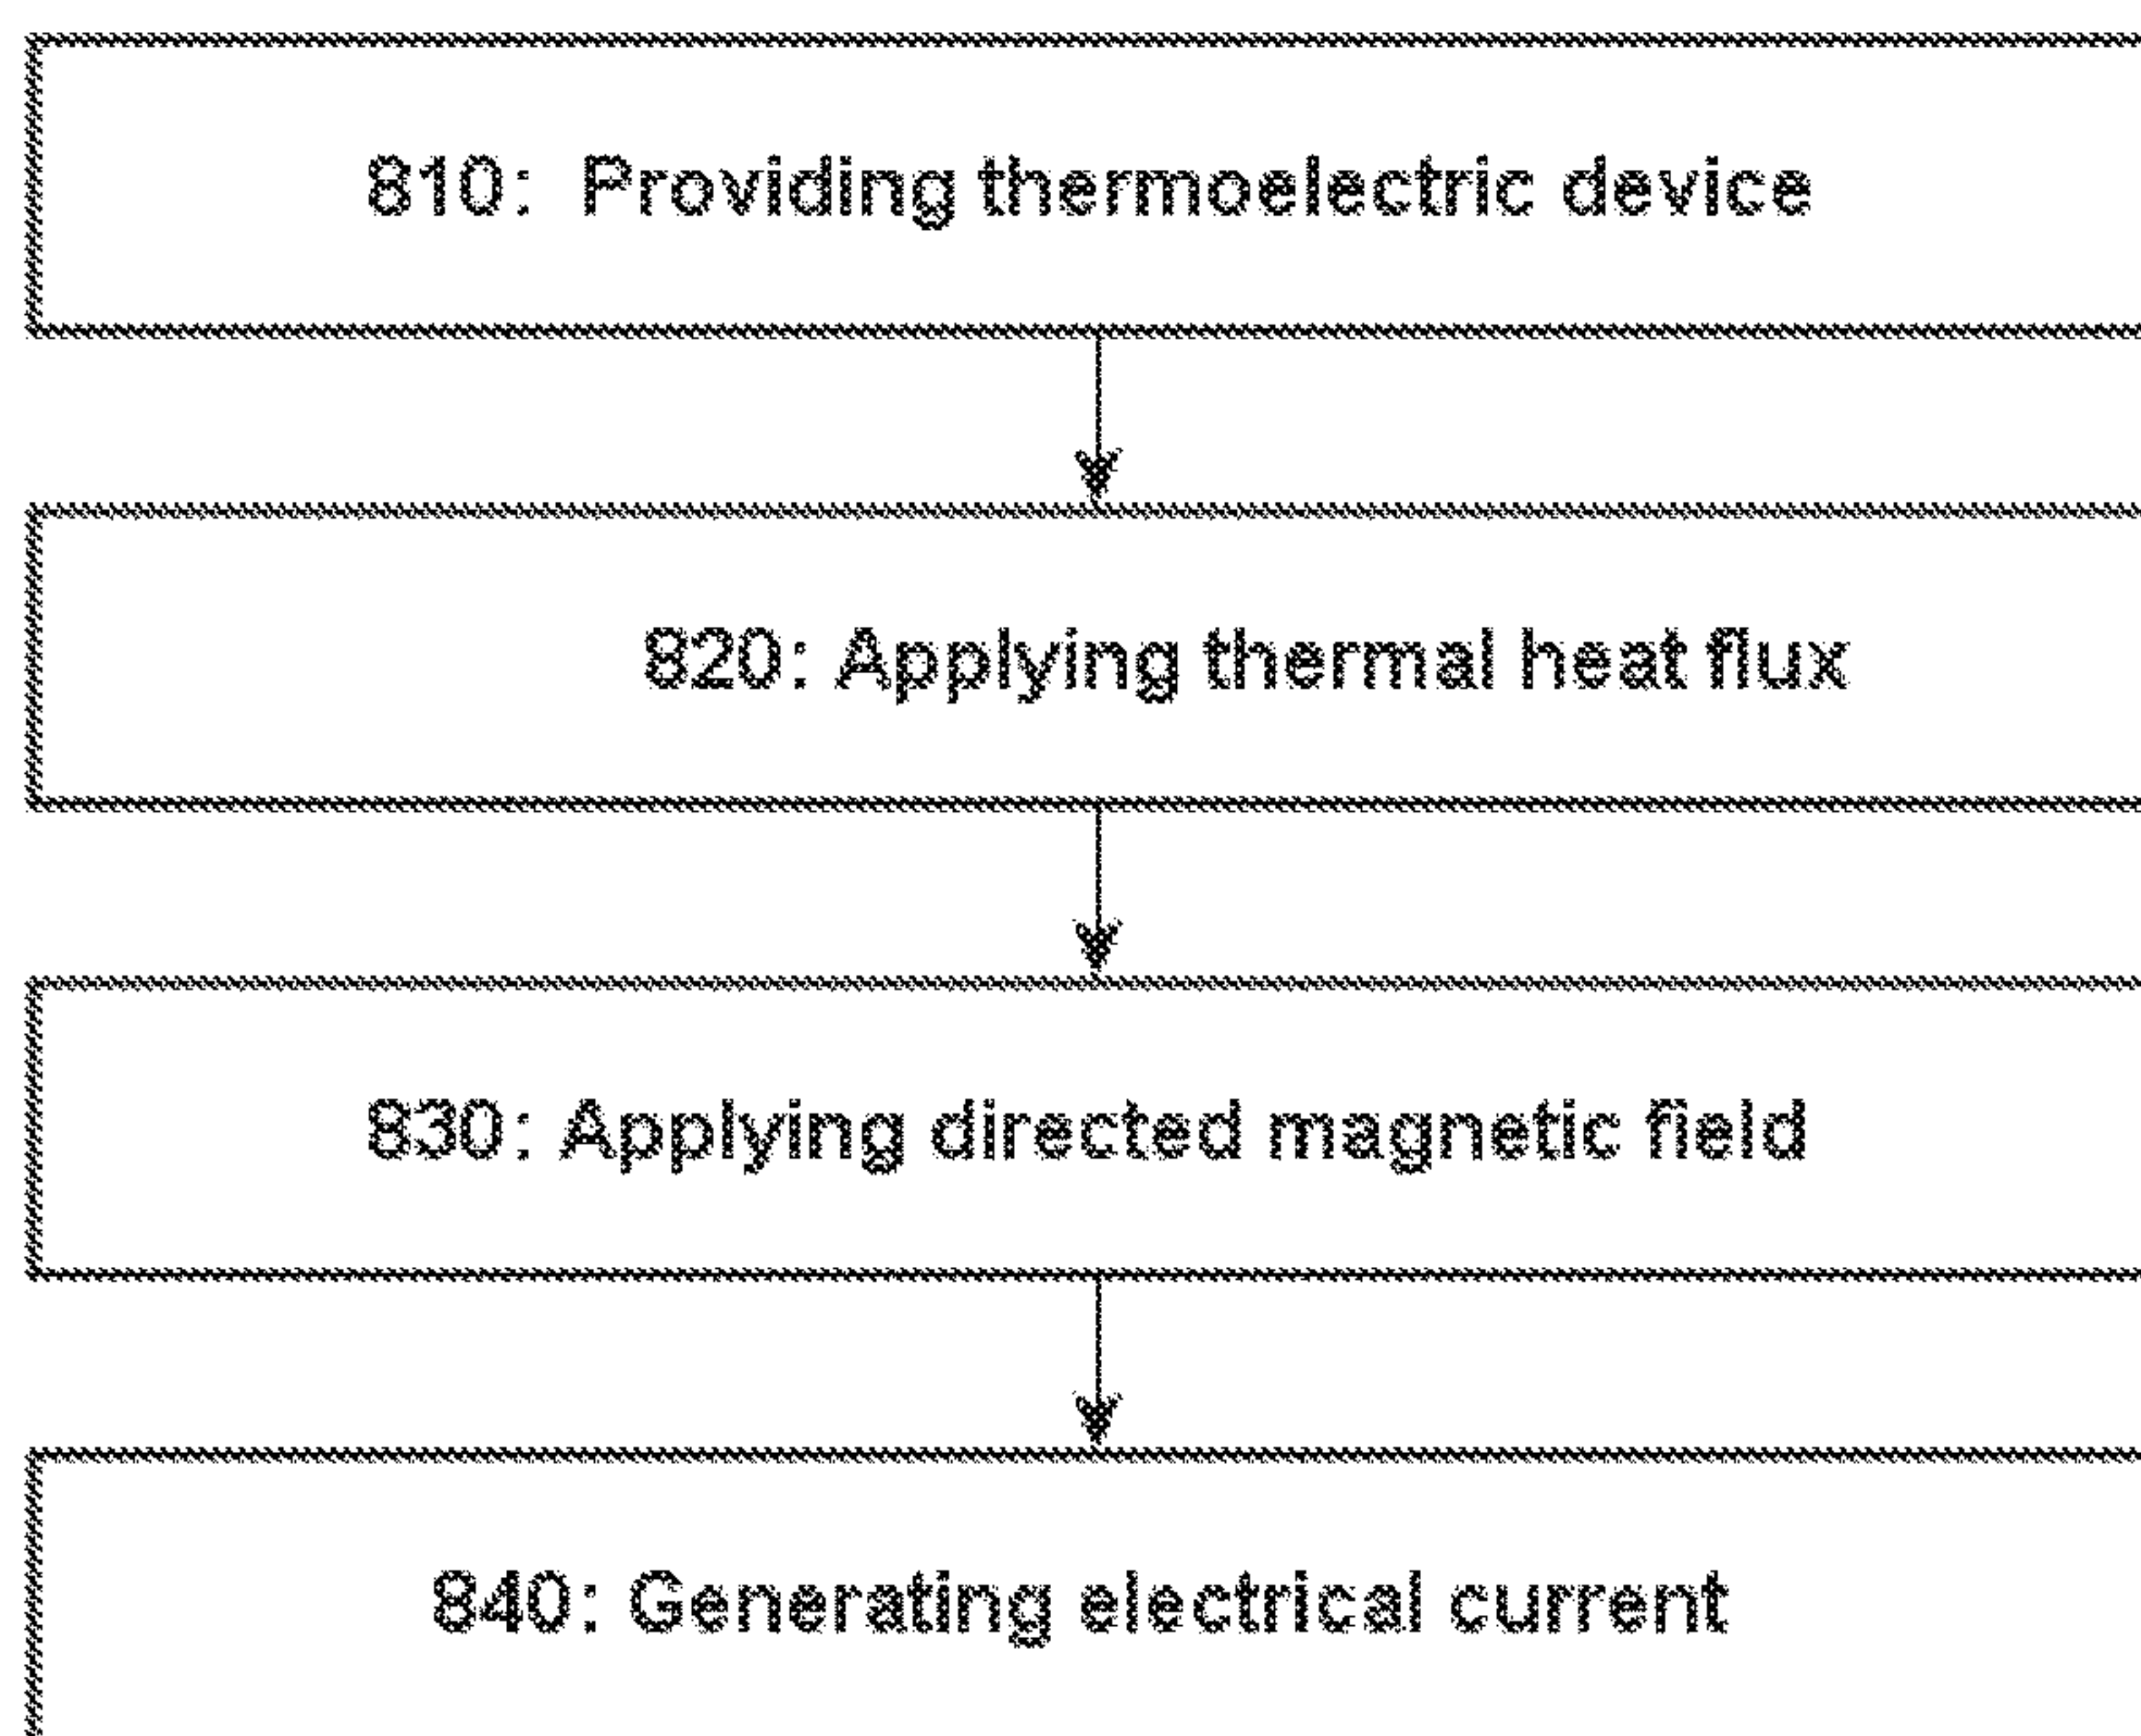 810: Providing thermoelectric device
820: Applying thermal heat flux
830: Applying directed magnetic field
840: Generating electrical current